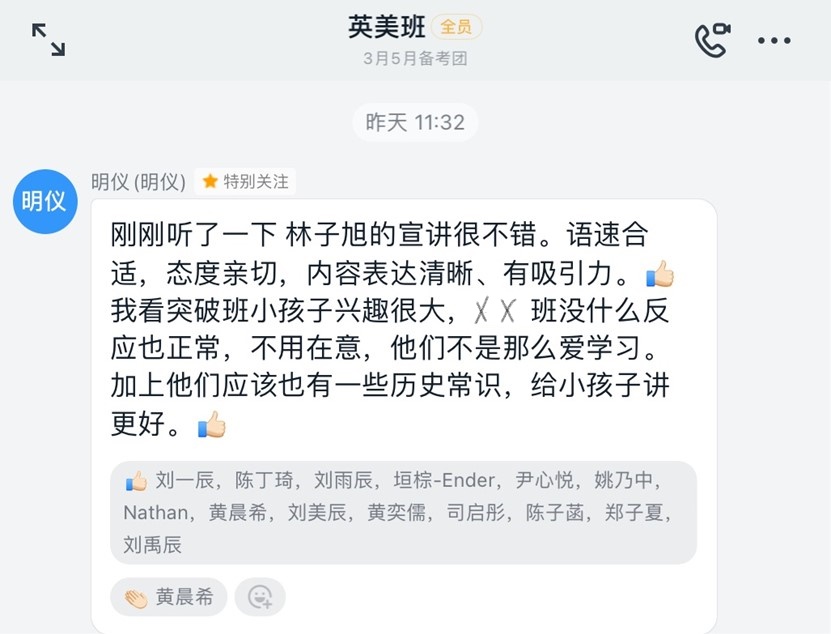 英美班 全员
3月5月备考团
昨天 11:32
明仪
明仪(明仪) 特别关注
刚刚听了一下 林子旭的宣讲很不错。语速合
适，态度亲切，内容表达清晰、有吸引力。👍
我看突破班小孩子兴趣很大，╳╳ 班没什么反
应也正常，不用在意，他们不是那么爱学习。
加上他们应该也有一些历史常识，给小孩子讲
更好。👍
👍 刘一辰，陈丁琦，刘雨辰，垣棕-Ender，尹心悦，姚乃中，
Nathan，黄晨希，刘美辰，黄奕儒，司启彤，陈子菡，郑子夏，
刘禹辰
👏 黄晨希